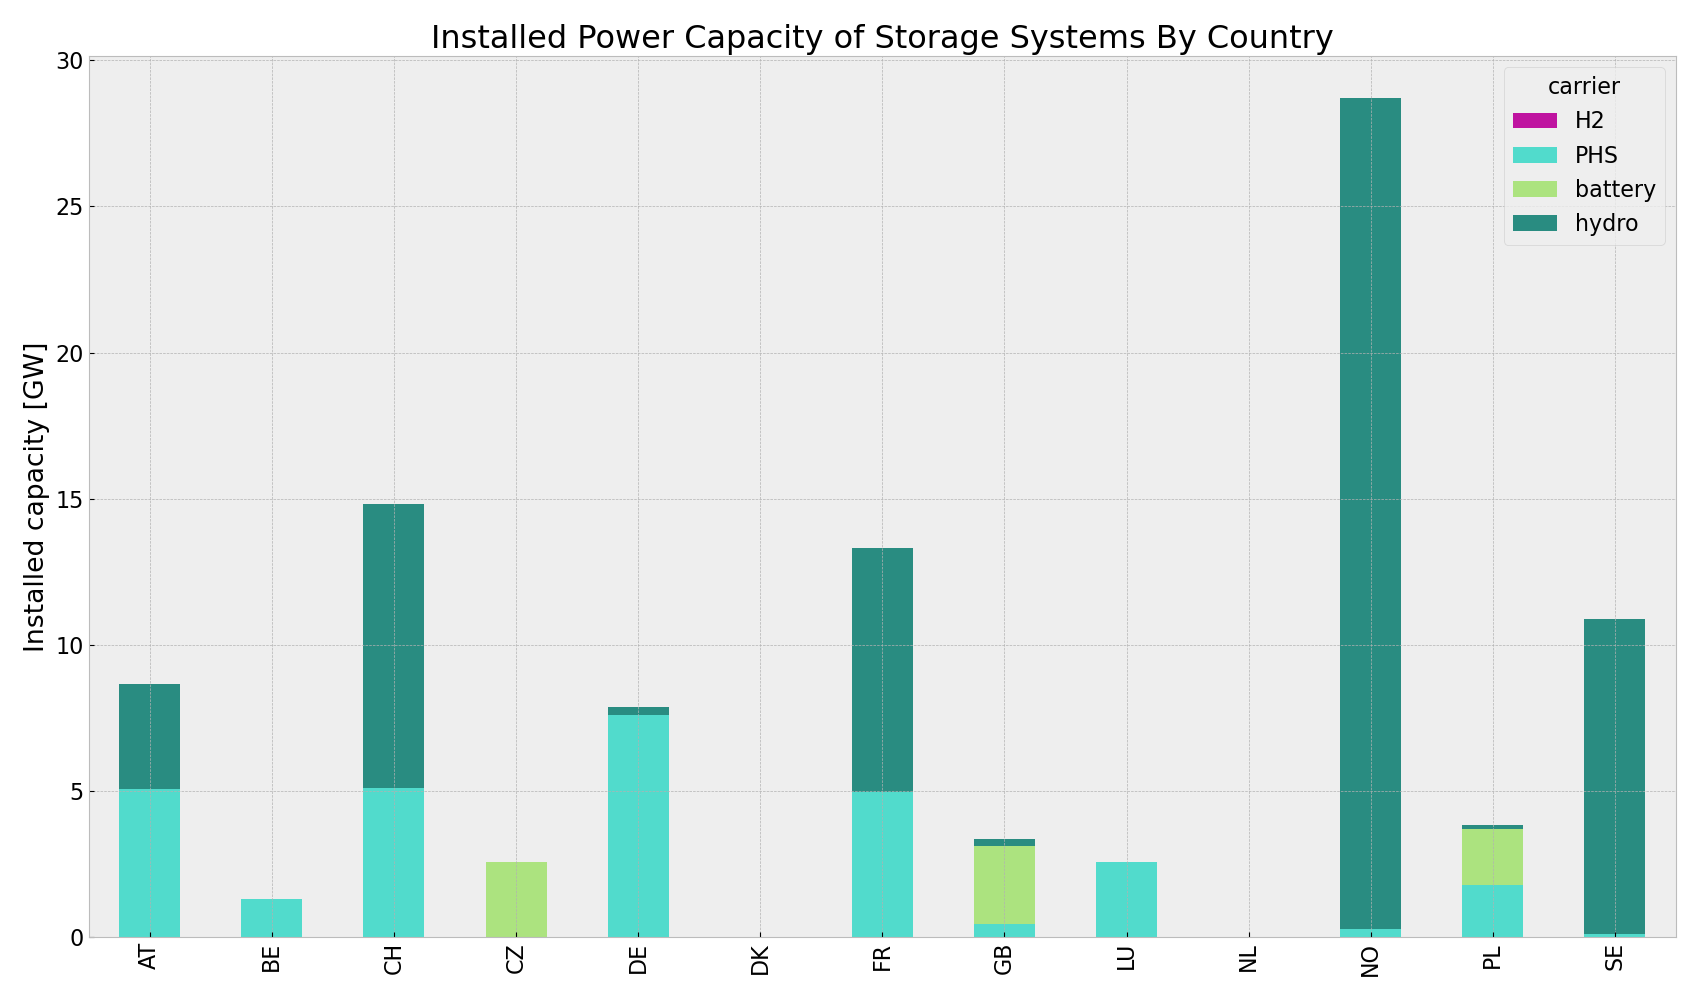 Installed Power Capacity of Storage Systems By Country
Installed capacity [GW]
30
25
20
15
10
5
0
carrier
H2
PHS
battery
hydro
AT
BE
CH
CZ
DE
DK
FR
GB
LU
NL
NO
PL
SE